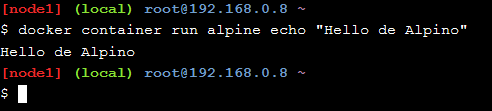 [node1] (local) root@192.168.0.8 ~
$ docker container run alpine echo "Hello de Alpino"
Hello de Alpino
[node1] (local) root@192.168.0.8 ~
$